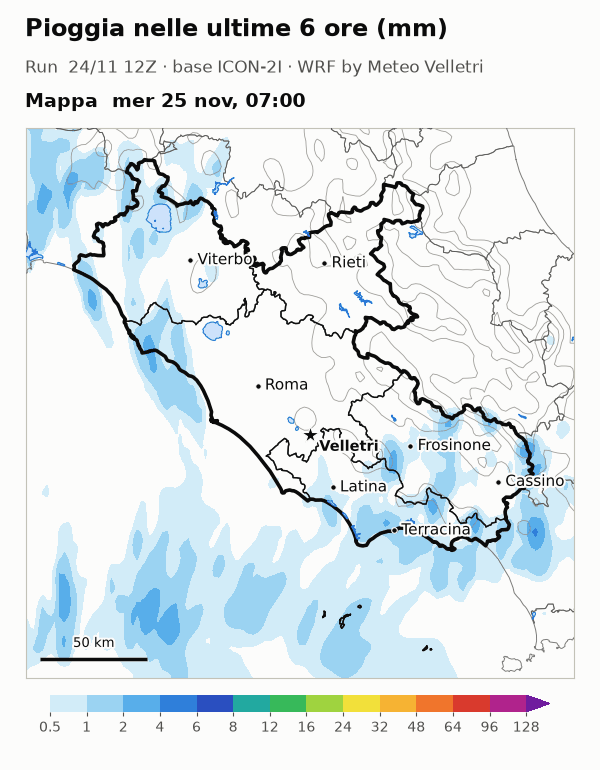 Pioggia nelle ultime 6 ore (mm)
Run  24/11 12Z · base ICON-2I · WRF by Meteo Velletri
Mappa  mer 25 nov, 07:00
Viterbo
Rieti
Roma
Velletri
Frosinone
Latina
Cassino
Terracina
50 km
0.5 1 2 4 6 8 12 16 24 32 48 64 96 128